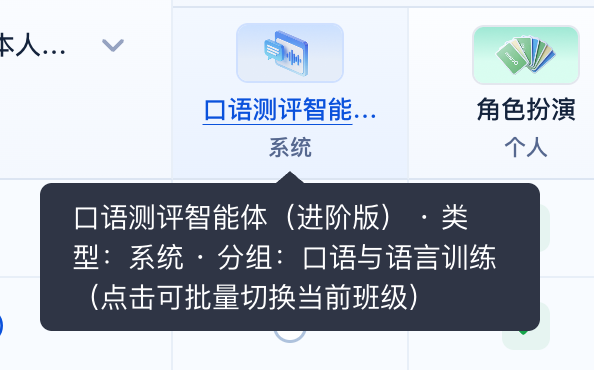 本人...
口语测评智能...
角色扮演
系统
个人
口语测评智能体（进阶版） · 类
型：系统 · 分组：口语与语言训练
（点击可批量切换当前班级）